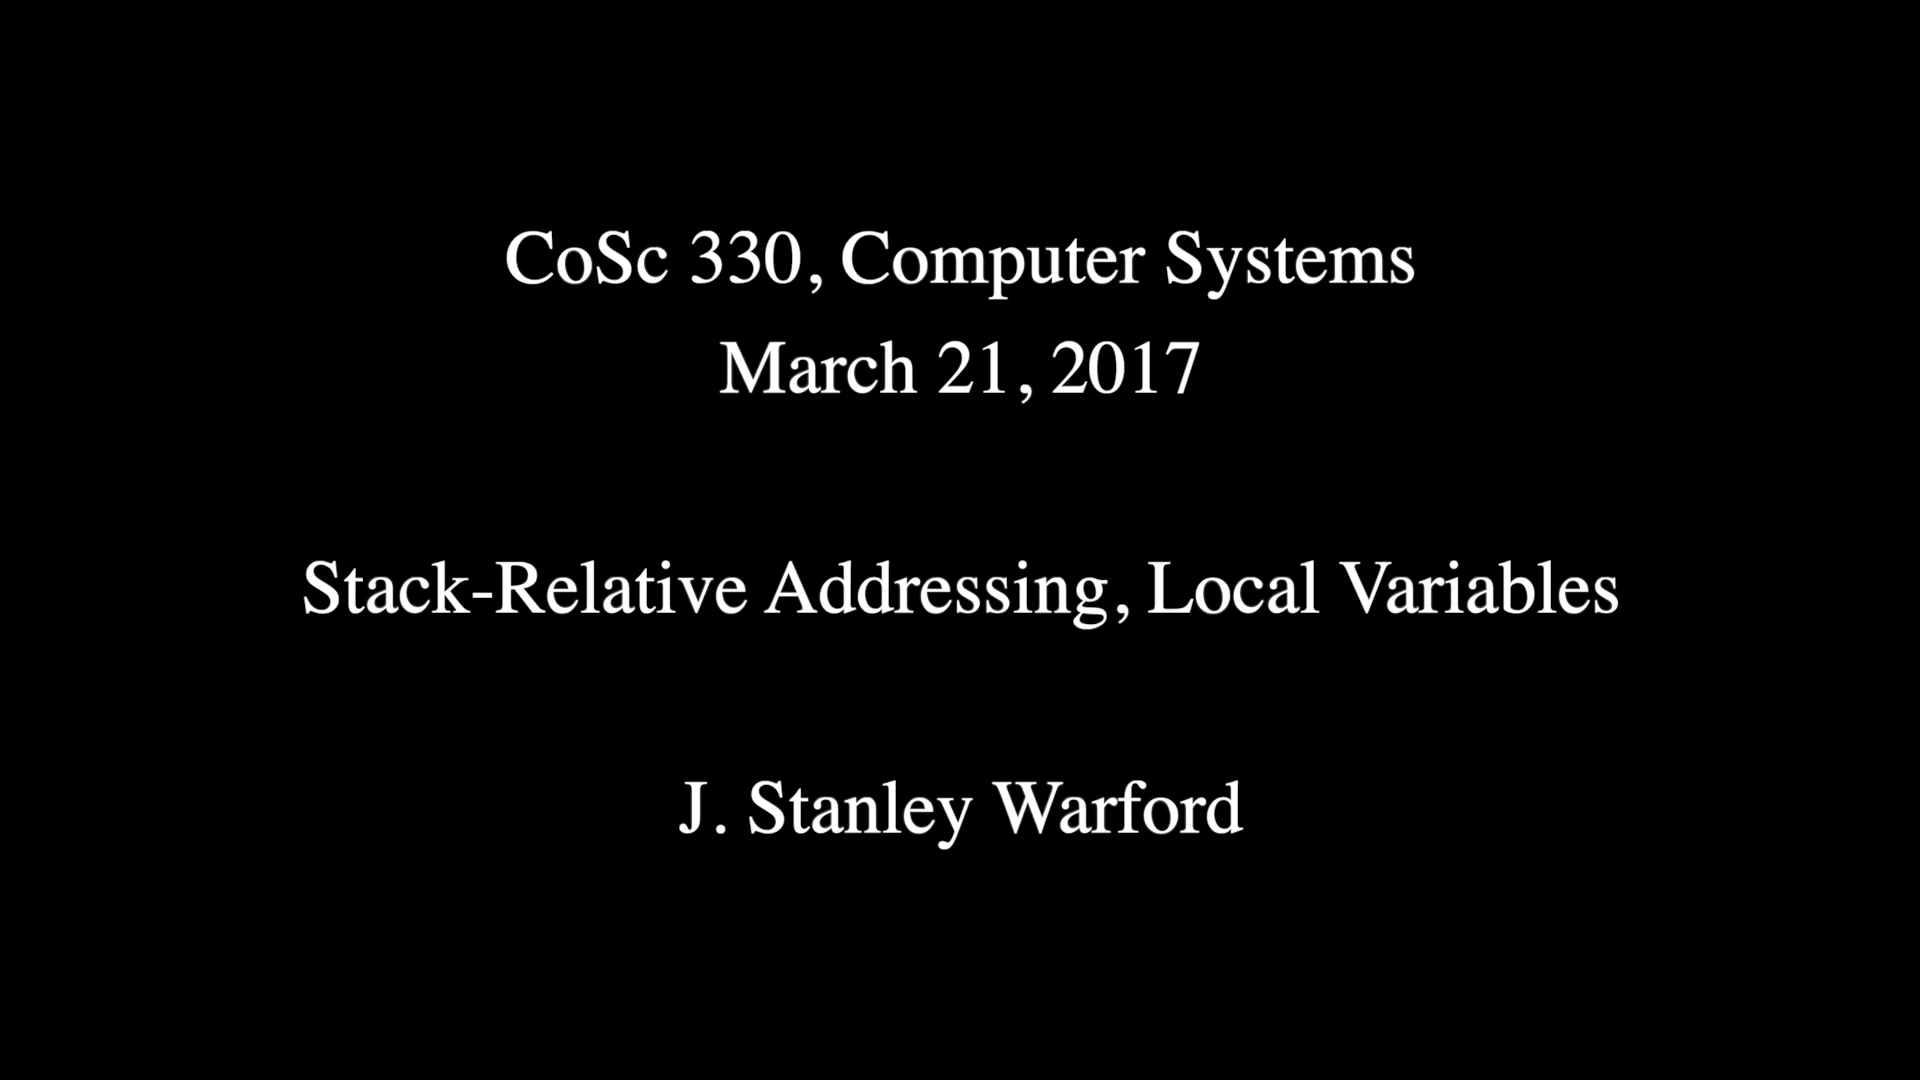 CoSc 330, Computer Systems
March 21, 2017
Stack-Relative Addressing, Local Variables
J. Stanley Warford